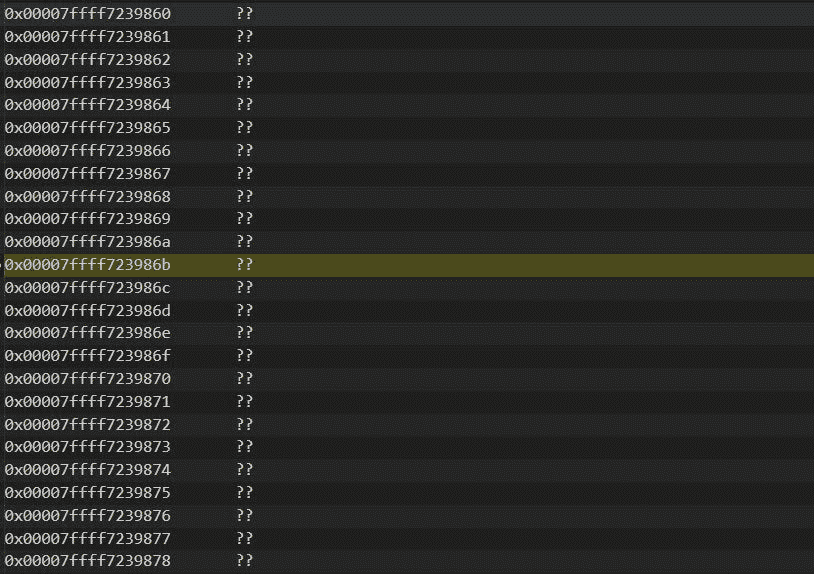 0x00007ffff7239860 ??
0x00007ffff7239861 ??
0x00007ffff7239862 ??
0x00007ffff7239863 ??
0x00007ffff7239864 ??
0x00007ffff7239865 ??
0x00007ffff7239866 ??
0x00007ffff7239867 ??
0x00007ffff7239868 ??
0x00007ffff7239869 ??
0x00007ffff723986a ??
0x00007ffff723986b ??
0x00007ffff723986c ??
0x00007ffff723986d ??
0x00007ffff723986e ??
0x00007ffff723986f ??
0x00007ffff7239870 ??
0x00007ffff7239871 ??
0x00007ffff7239872 ??
0x00007ffff7239873 ??
0x00007ffff7239874 ??
0x00007ffff7239875 ??
0x00007ffff7239876 ??
0x00007ffff7239877 ??
0x00007ffff7239878 ??